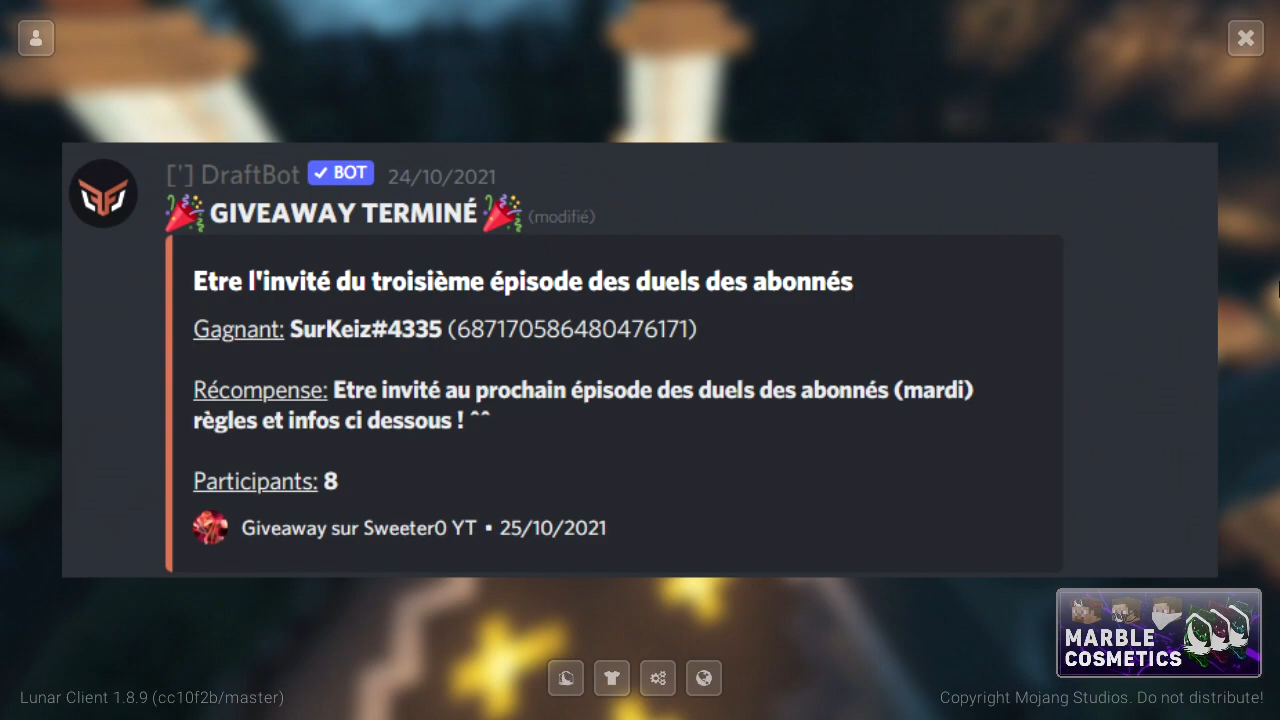 ['] DraftBot ✓ BOT 24/10/2021
🎉 GIVEAWAY TERMINÉ 🎉 (modifié)
Etre l'invité du troisième épisode des duels des abonnés
Gagnant: SurKeiz#4335 (687170586480476171)
Récompense: Etre invité au prochain épisode des duels des abonnés (mardi)
règles et infos ci dessous ! ^^
Participants: 8
Giveaway sur Sweeter0 YT • 25/10/2021
MARBLE
COSMETICS
Lunar Client 1.8.9 (cc10f2b/master)
Copyright Mojang Studios. Do not distribute!